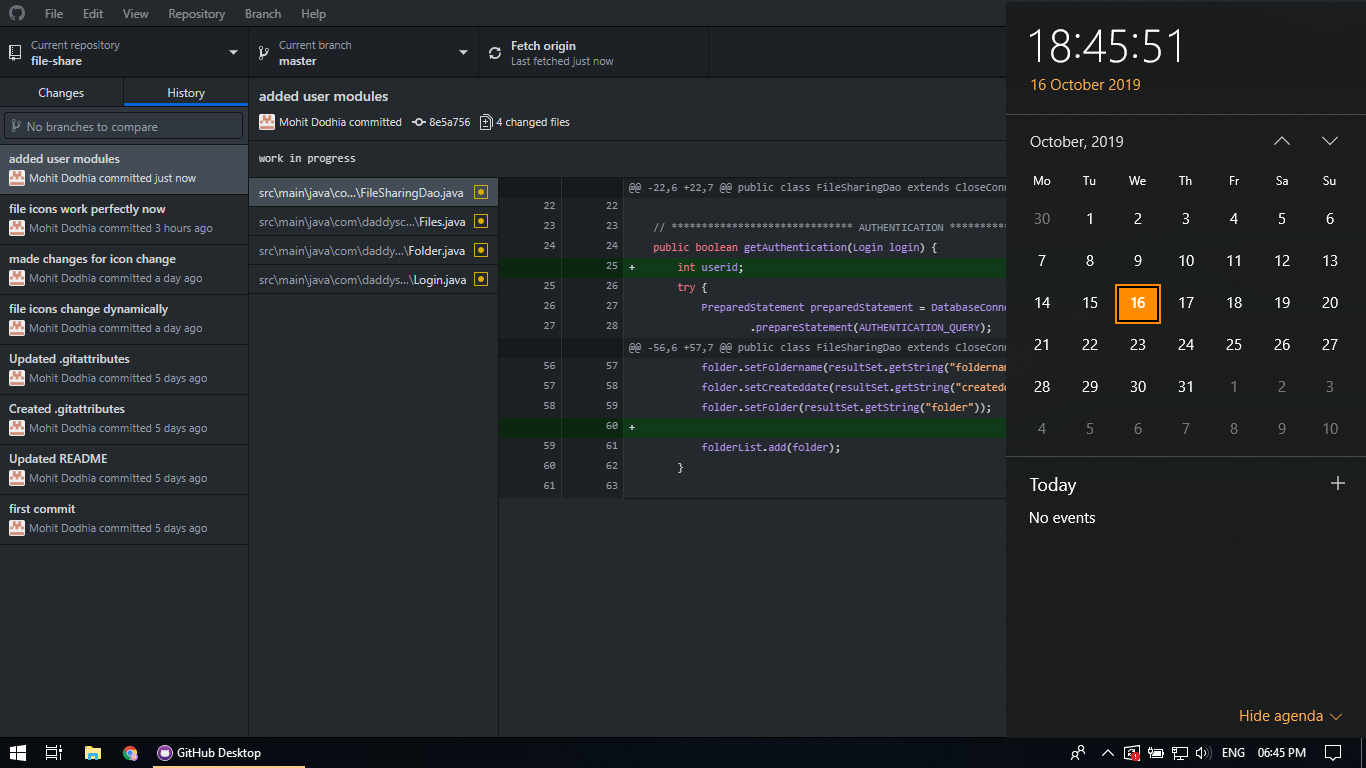 File Edit View Repository Branch Help
Current repository
file-share
Current branch
master
Fetch origin
Last fetched just now
Changes
History
No branches to compare
added user modules
Mohit Dodhia committed just now
file icons work perfectly now
Mohit Dodhia committed 3 hours ago
made changes for icon change
Mohit Dodhia committed a day ago
file icons change dynamically
Mohit Dodhia committed a day ago
Updated .gitattributes
Mohit Dodhia committed 5 days ago
Created .gitattributes
Mohit Dodhia committed 5 days ago
Updated README
Mohit Dodhia committed 5 days ago
first commit
Mohit Dodhia committed 5 days ago
added user modules
Mohit Dodhia committed 8e5a756 4 changed files
work in progress
src\main\java\co...\FileSharingDao.java
src\main\java\com\daddysc...\Files.java
src\main\java\com\daddy...\Folder.java
src\main\java\com\daddys...\Login.java
@@ -22,6 +22,7 @@ public class FileSharingDao extends CloseConn
22 22
23 23 // ****************************** AUTHENTICATION **********
24 24 public boolean getAuthentication(Login login) {
25 + int userid;
25 26 try {
26 27 PreparedStatement preparedStatement = DatabaseConne
27 28 .prepareStatement(AUTHENTICATION_QUERY);
@@ -56,6 +57,7 @@ public class FileSharingDao extends CloseConn
56 57 folder.setFoldername(resultSet.getString("folderna
57 58 folder.setCreateddate(resultSet.getString("created
58 59 folder.setFolder(resultSet.getString("folder"));
60 +
59 61 folderList.add(folder);
60 62 }
61 63
18:45:51
16 October 2019
October, 2019
Mo Tu We Th Fr Sa Su
30 1 2 3 4 5 6
7 8 9 10 11 12 13
14 15 16 17 18 19 20
21 22 23 24 25 26 27
28 29 30 31 1 2 3
4 5 6 7 8 9 10
Today
No events
Hide agenda
GitHub Desktop
ENG 06:45 PM